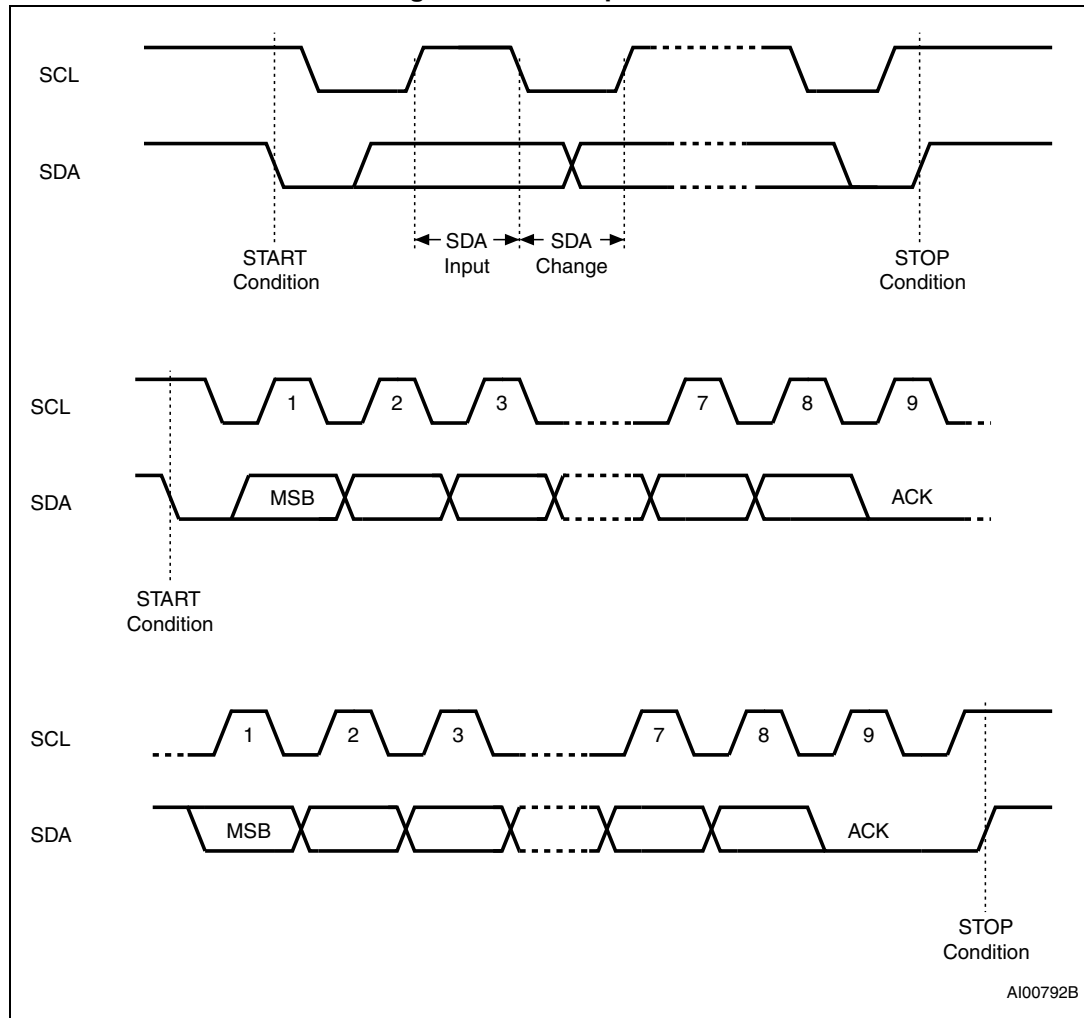 SCL
SDA
SDA
Input
SDA
Change
START
Condition
STOP
Condition
SCL
1
2
3
7
8
9
SDA
MSB
ACK
START
Condition
SCL
1
2
3
7
8
9
SDA
MSB
ACK
STOP
Condition
AI00792B